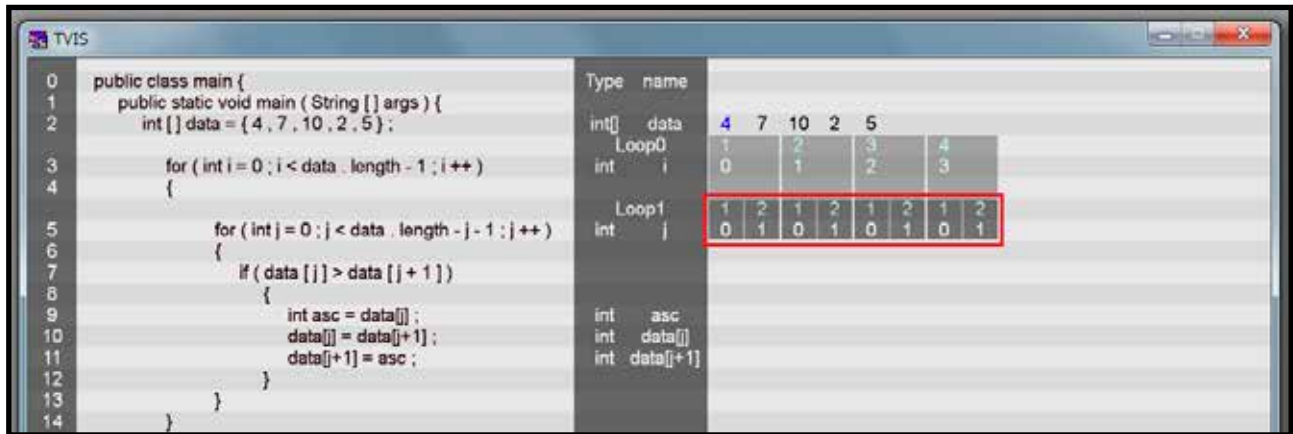 TVIS
0 public class main { Type name
1 public static void main ( String [ ] args ) {
2 int [ ] data = { 4 , 7 , 10 , 2 , 5 } ; int[] data 4 7 10 2 5
Loop0 1 2 3 4
3 for ( int i = 0 ; i < data . length - 1 ; i ++ ) int i 0 1 2 3
4 {
Loop1 1 2 1 2 1 2 1 2
5 for ( int j = 0 ; j < data . length - j - 1 ; j ++ ) int j 0 1 0 1 0 1 0 1
6 {
7 if ( data [ j ] > data [ j + 1 ] )
8 {
9 int asc = data[j] ; int asc
10 data[j] = data[j+1] ; int data[j]
11 data[j+1] = asc ; int data[j+1]
12 }
13 }
14 }